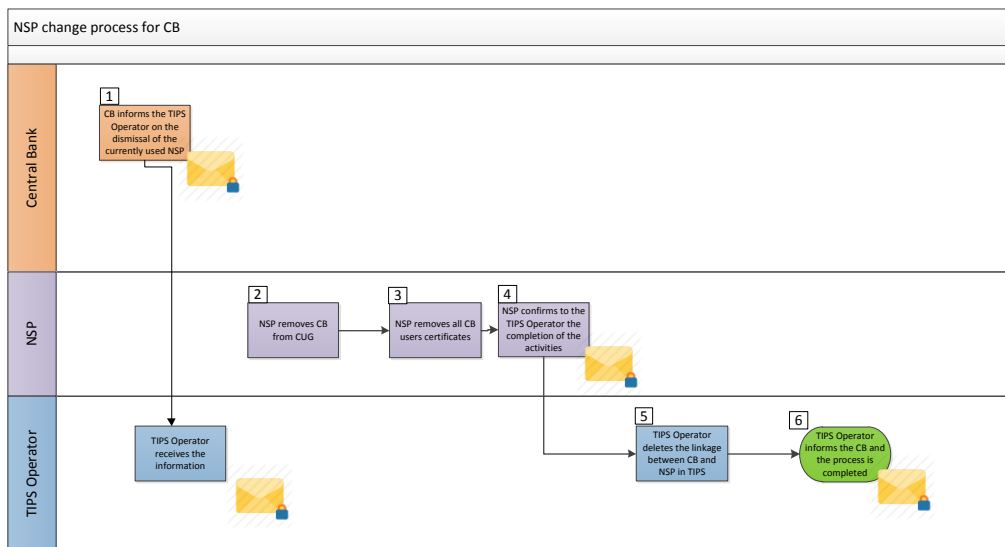 NSP change process for CB
Central Bank
1
CB informs the TIPS
Operator on the
dismissal of the
currently used NSP
NSP
2
NSP removes CB
from CUG
3
NSP removes all CB
users certificates
4
NSP confirms to the
TIPS Operator the
completion of the
activities
TIPS Operator
TIPS Operator
receives the
information
5
TIPS Operator
deletes the linkage
between CB and
NSP in TIPS
6
TIPS Operator
informs the CB and
the process is
completed